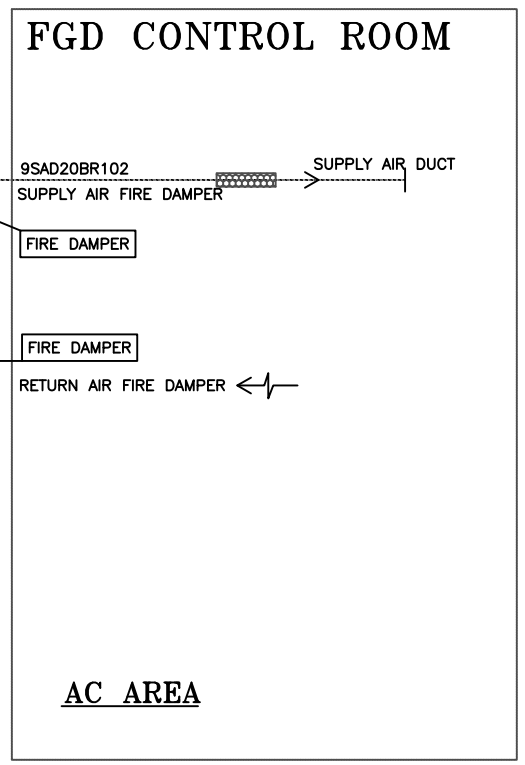 FGD CONTROL ROOM
9SAD20BR102
SUPPLY AIR DUCT
SUPPLY AIR FIRE DAMPER
FIRE DAMPER
FIRE DAMPER
RETURN AIR FIRE DAMPER
AC AREA